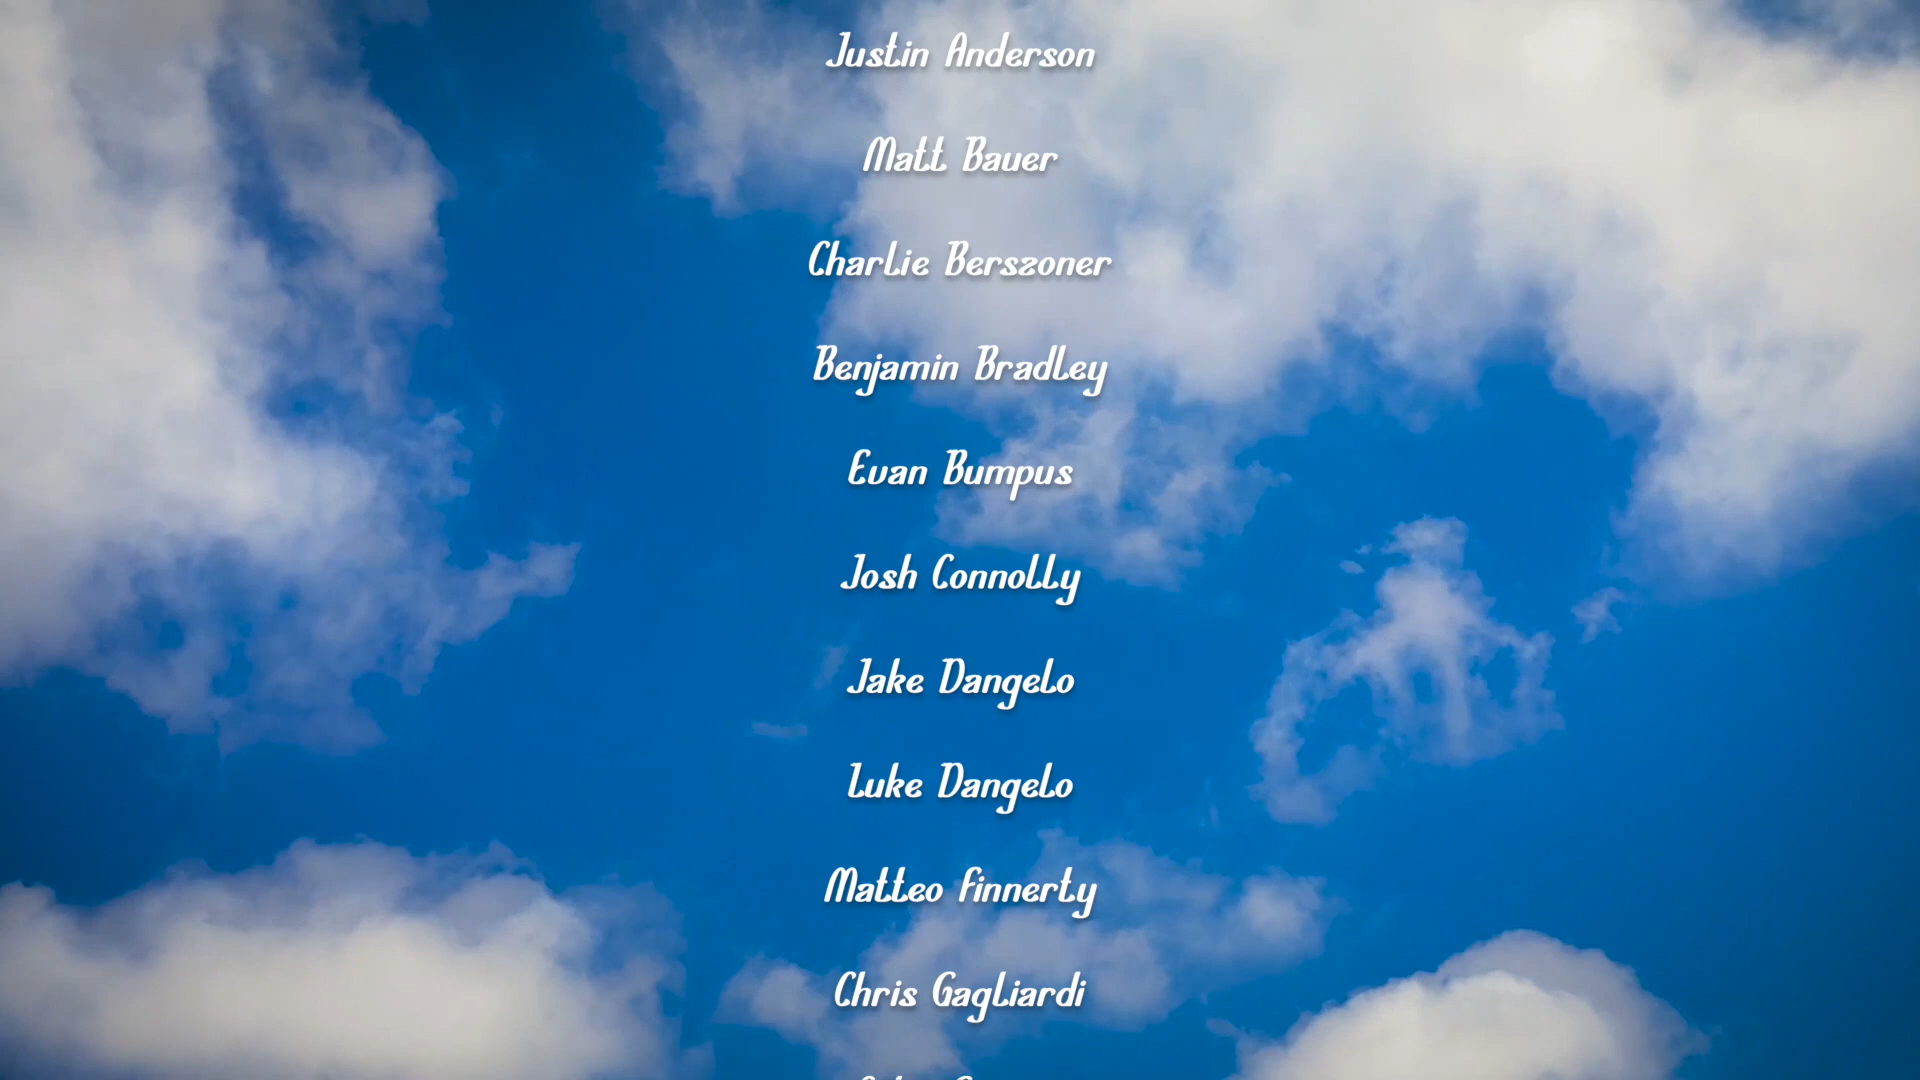 Justin Anderson
Matt Bauer
Charlie Berszoner
Benjamin Bradley
Evan Bumpus
Josh Connolly
Jake Dangelo
Luke Dangelo
Matteo Finnerty
Chris Gagliardi